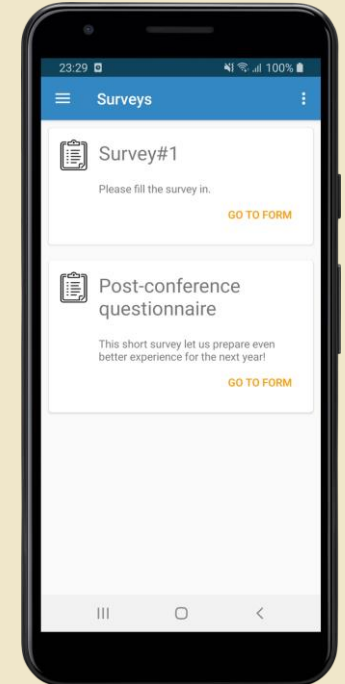 23:29 100%
Surveys
Survey#1
Please fill the survey in.
GO TO FORM
Post-conference
questionnaire
This short survey let us prepare even
better experience for the next year!
GO TO FORM